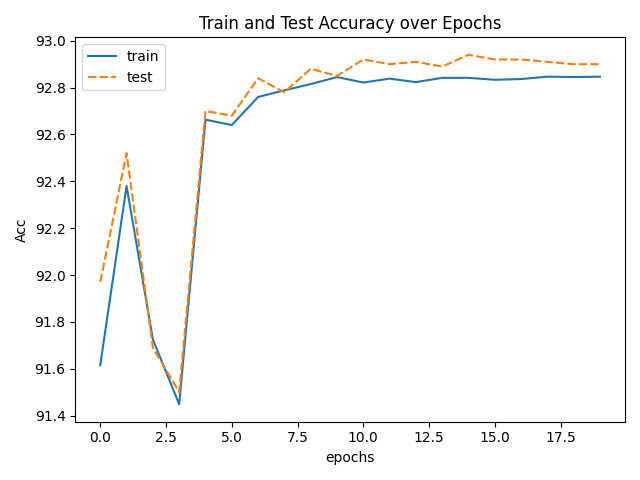 Train and Test Accuracy over Epochs
train
test
93.0
92.8
92.6
92.4
92.2
92.0
91.8
91.6
91.4
Acc
0.0 2.5 5.0 7.5 10.0 12.5 15.0 17.5
epochs